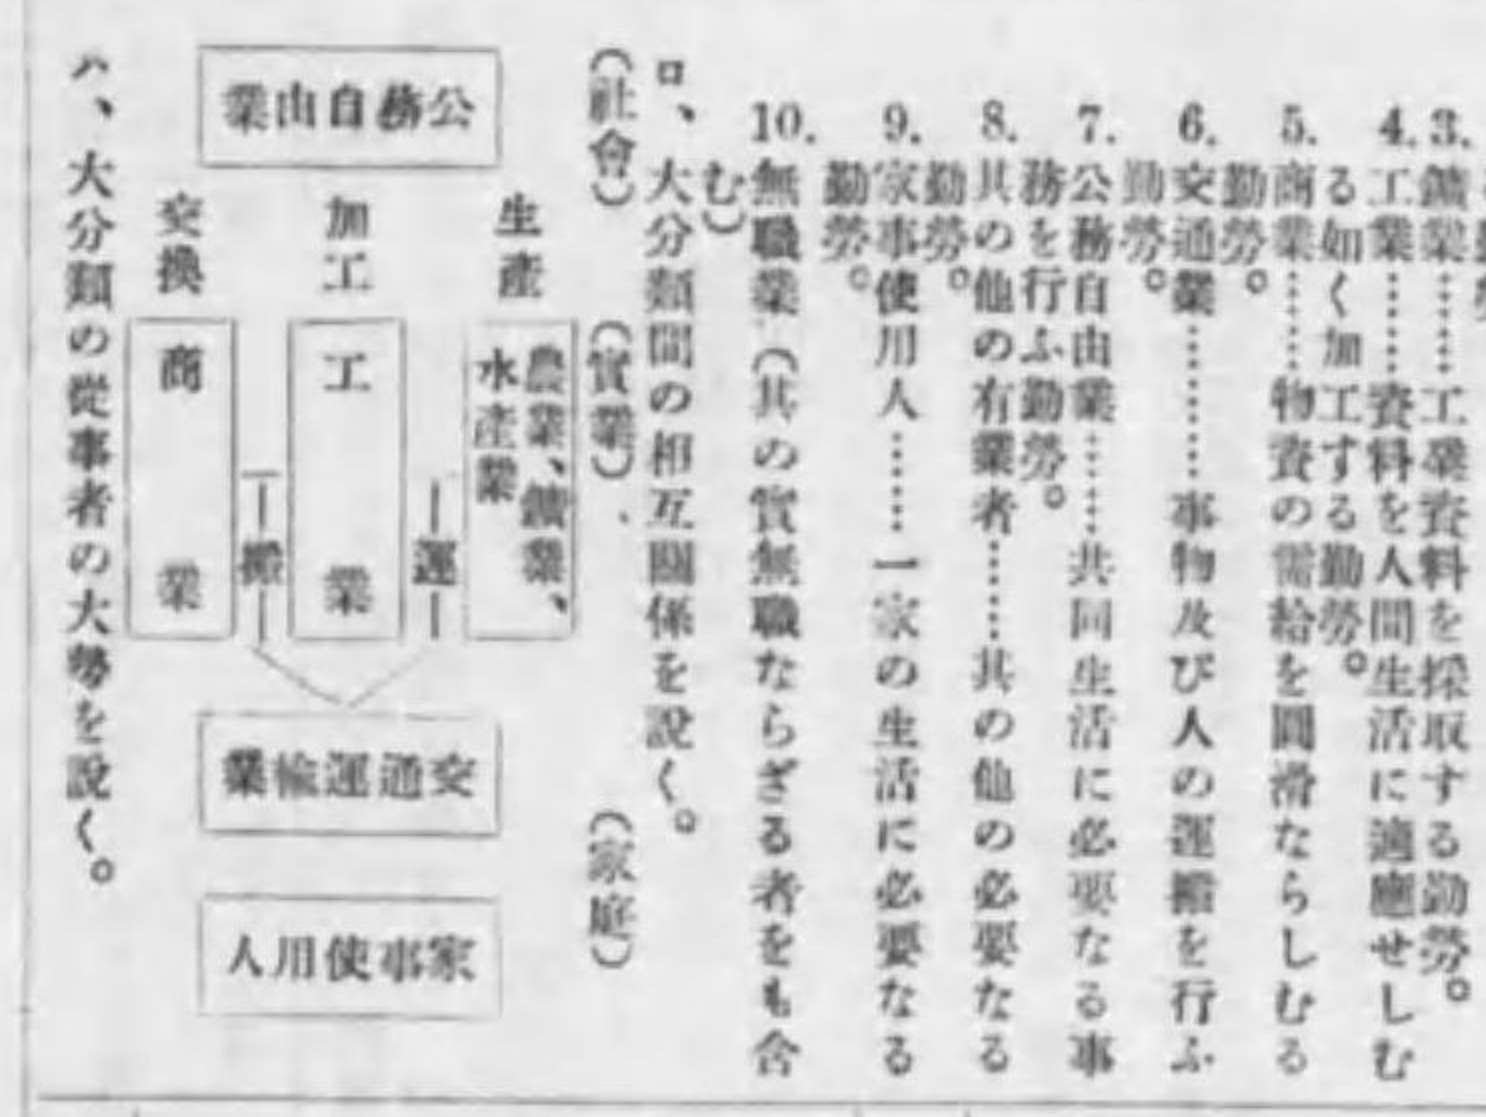 3. 鑛業……工業資料を採取する勤勞。
4. 工業……資料を人間生活に適應せしむ
る如く加工する勤勞。
5. 商業……物資の需給を圓滑ならしむる
勤勞。
6. 交通業……事物及び人の運搬を行ふ
勤勞。
7. 公務自由業……共同生活に必要なる事
務を行ふ勤勞。
8. 其の他の有業者……其の他の必要なる
勤勞。
9. 家事使用人……一家の生活に必要なる
勤勞。
10. 無職業（其の實無職ならざる者をも含
む）
ロ、大分類間の相互關係を說く。
（社會）（實業）（家庭）
公務自由業
生產
加工
交換
農業、鑛業、
水產業
運
工業
搬
商業
交通運輸業
家事使用人
ハ、大分類の從事者の大勢を說く。